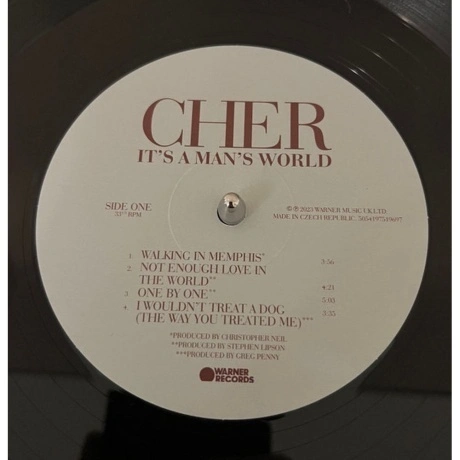 CHER
IT'S A MAN'S WORLD
SIDE ONE
33⅓ RPM
©℗ 2023 WARNER MUSIC UK LTD.
MADE IN CZECH REPUBLIC.
1. WALKING IN MEMPHIS* 3:56
2. NOT ENOUGH LOVE IN
THE WORLD** 4:21
3. ONE BY ONE** 5:03
4. I WOULDN'T TREAT A DOG
(THE WAY YOU TREATED ME)*** 3:35
*PRODUCED BY CHRISTOPHER NEIL
**PRODUCED BY STEPHEN LIPSON
***PRODUCED BY GREG PENNY
WARNER
RECORDS